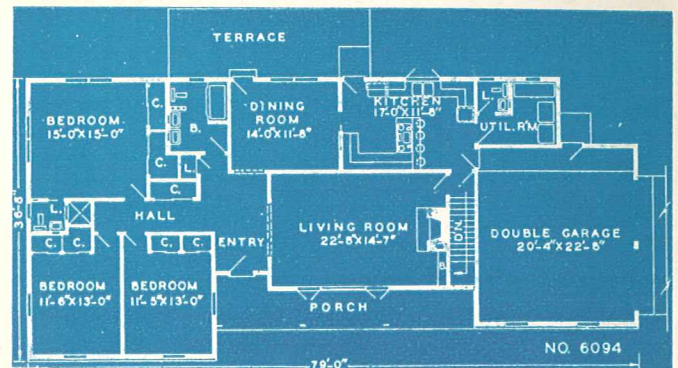 TERRACE
BEDROOM
15'-0"X15'-0"
C.
B.
DINING
ROOM
14'-0"X11'-8"
KITCHEN
17'-0"X11'-8"
L.
UTIL. RM.
C.
L.
C.
36'-8"
L.
HALL
C.
C.
C.
C.
ENTRY
LIVING ROOM
22'-8"X14'-7"
DN.
B.
DOUBLE GARAGE
20'-4"X22'-8"
BEDROOM
11'-6"X13'-0"
BEDROOM
11'-5"X13'-0"
PORCH
NO. 6094
79'-0"